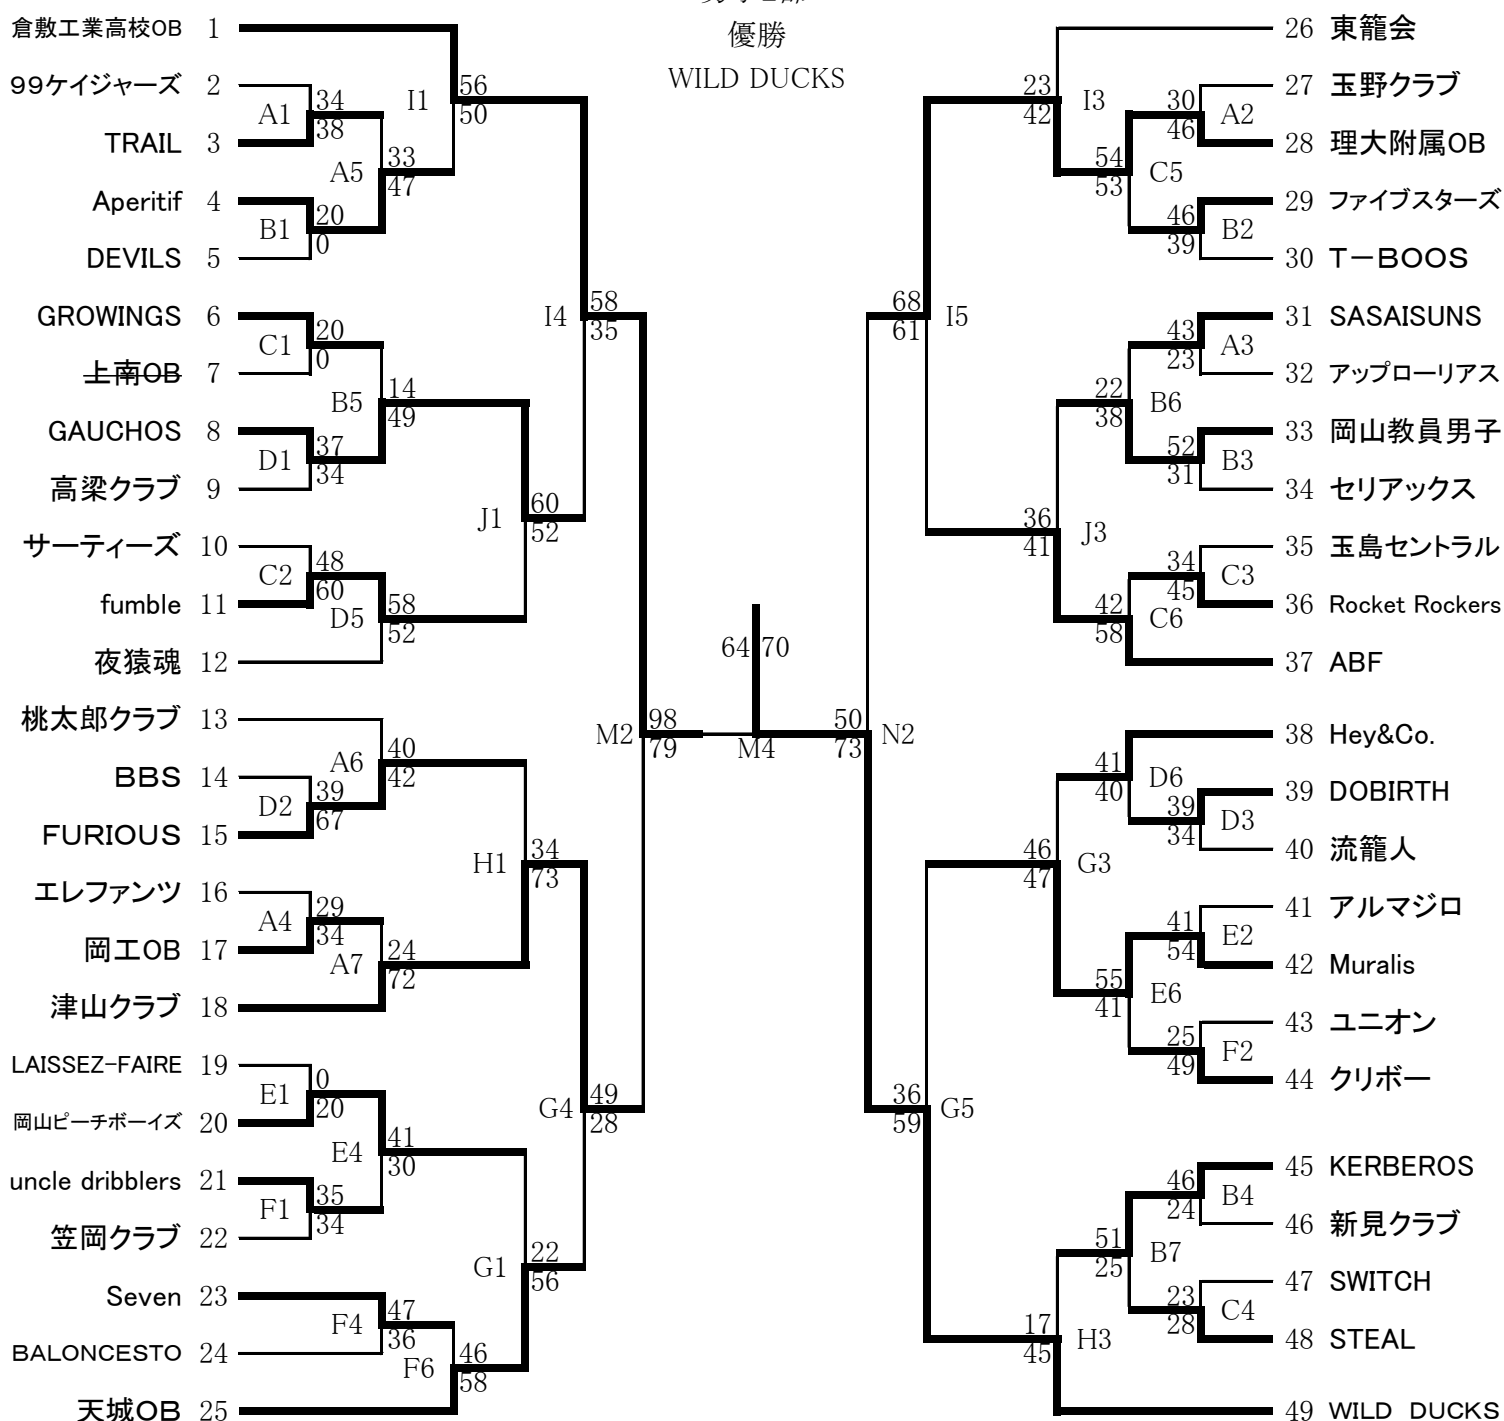 優勝
WILD DUCKS
倉敷工業高校OB 1
99ケイジャーズ 2
A1 34 38
TRAIL 3
I1 56 50
A5 33 47
Aperitif 4
B1 20 0
DEVILS 5
GROWINGS 6
C1 20 0
上南OB 7
I4 58 35
B5 14 49
GAUCHOS 8
D1 37 34
高梁クラブ 9
J1 60 52
サーティーズ 10
C2 48 60
fumble 11
D5 58 52
夜猿魂 12
桃太郎クラブ 13
M2 98 79
A6 40 42
BBS 14
D2 39 67
FURIOUS 15
H1 34 73
エレファンツ 16
A4 29 34
岡工OB 17
A7 24 72
津山クラブ 18
LAISSEZ-FAIRE 19
E1 0 20
岡山ピーチボーイズ 20
G4 49 28
E4 41 30
uncle dribblers 21
F1 35 34
笠岡クラブ 22
G1 22 56
Seven 23
F4 47 36
BALONCESTO 24
F6 46 58
天城OB 25
64 70
M4
26 東籠会
27 玉野クラブ
30 46 A2
28 理大附属OB
23 42 I3
54 53 C5
29 ファイブスターズ
46 39 B2
30 T-BOOS
31 SASAISUNS
43 23 A3
32 アップローリアス
68 61 I5
22 38 B6
33 岡山教員男子
52 31 B3
34 セリアックス
36 41 J3
35 玉島セントラル
34 45 C3
36 Rocket Rockers
42 58 C6
37 ABF
50 73 N2
38 Hey&Co.
41 40 D6
39 DOBIRTH
39 34 D3
40 流籠人
46 47 G3
41 アルマジロ
41 54 E2
42 Muralis
55 41 E6
43 ユニオン
25 49 F2
44 クリボー
36 59 G5
45 KERBEROS
46 24 B4
46 新見クラブ
51 25 B7
47 SWITCH
23 28 C4
48 STEAL
17 45 H3
49 WILD DUCKS